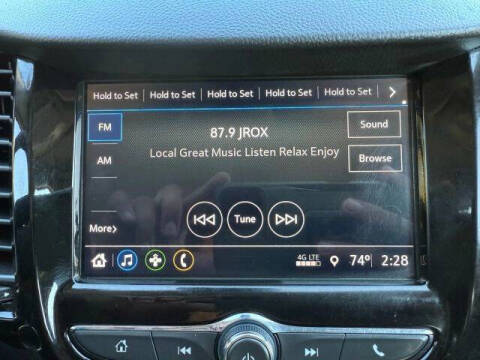 Hold to Set Hold to Set Hold to Set Hold to Set Hold to Set
FM
87.9 JROX
Sound
AM
Local Great Music Listen Relax Enjoy
Browse
Tune
More
4G LTE 74° 2:28